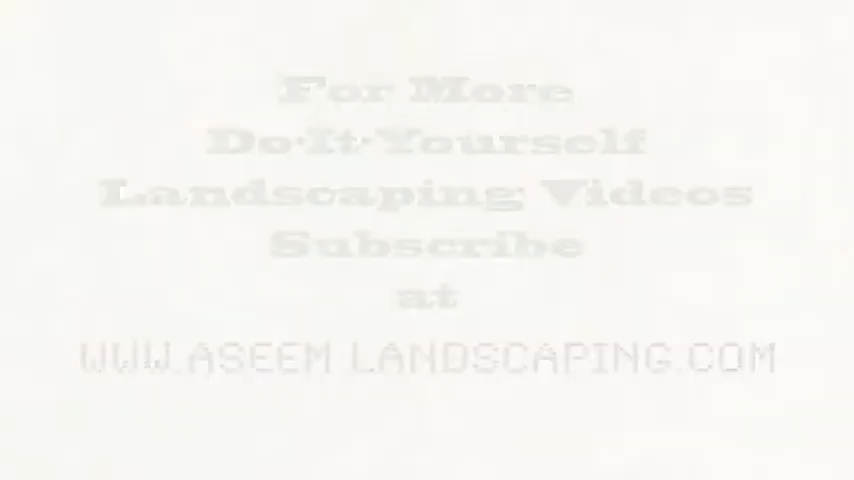 For More
Do-It-Yourself
Landscaping Videos
Subscribe
at
WWW.ASEEM LANDSCAPING.COM